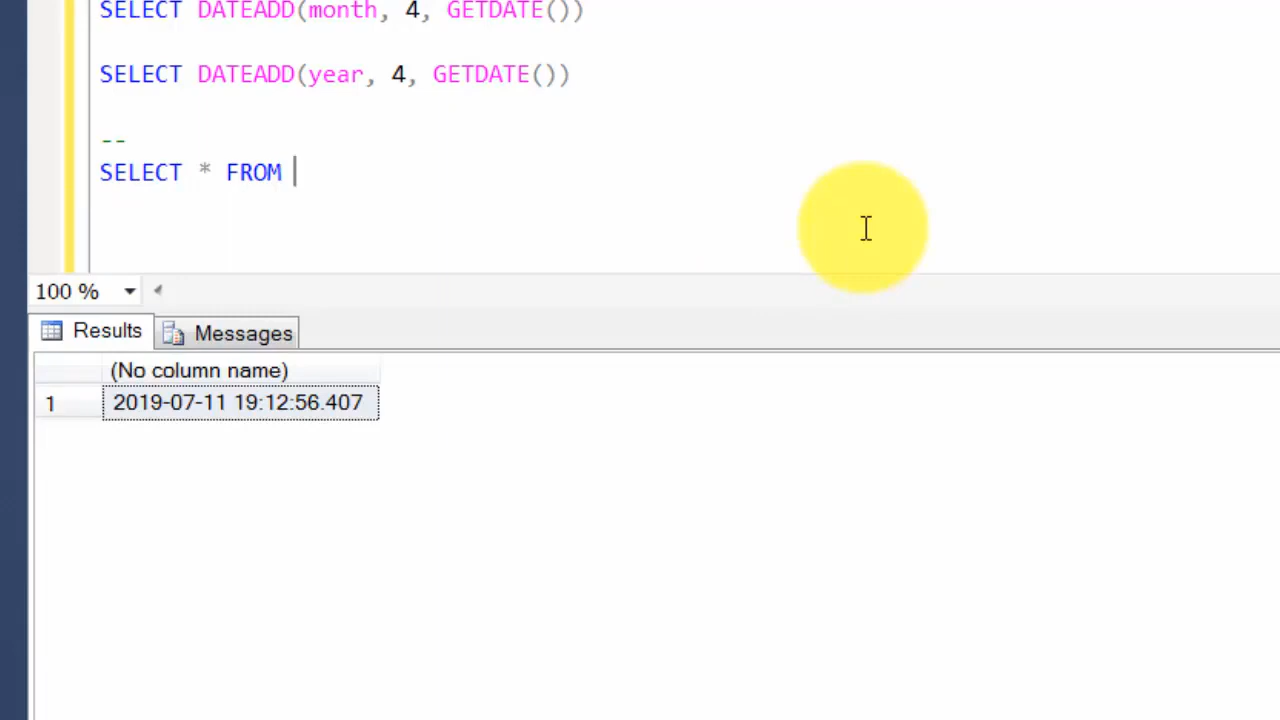 SELECT DATEADD(month, 4, GETDATE())
SELECT DATEADD(year, 4, GETDATE())
--
SELECT * FROM
100 %
Results Messages
(No column name)
1 2019-07-11 19:12:56.407